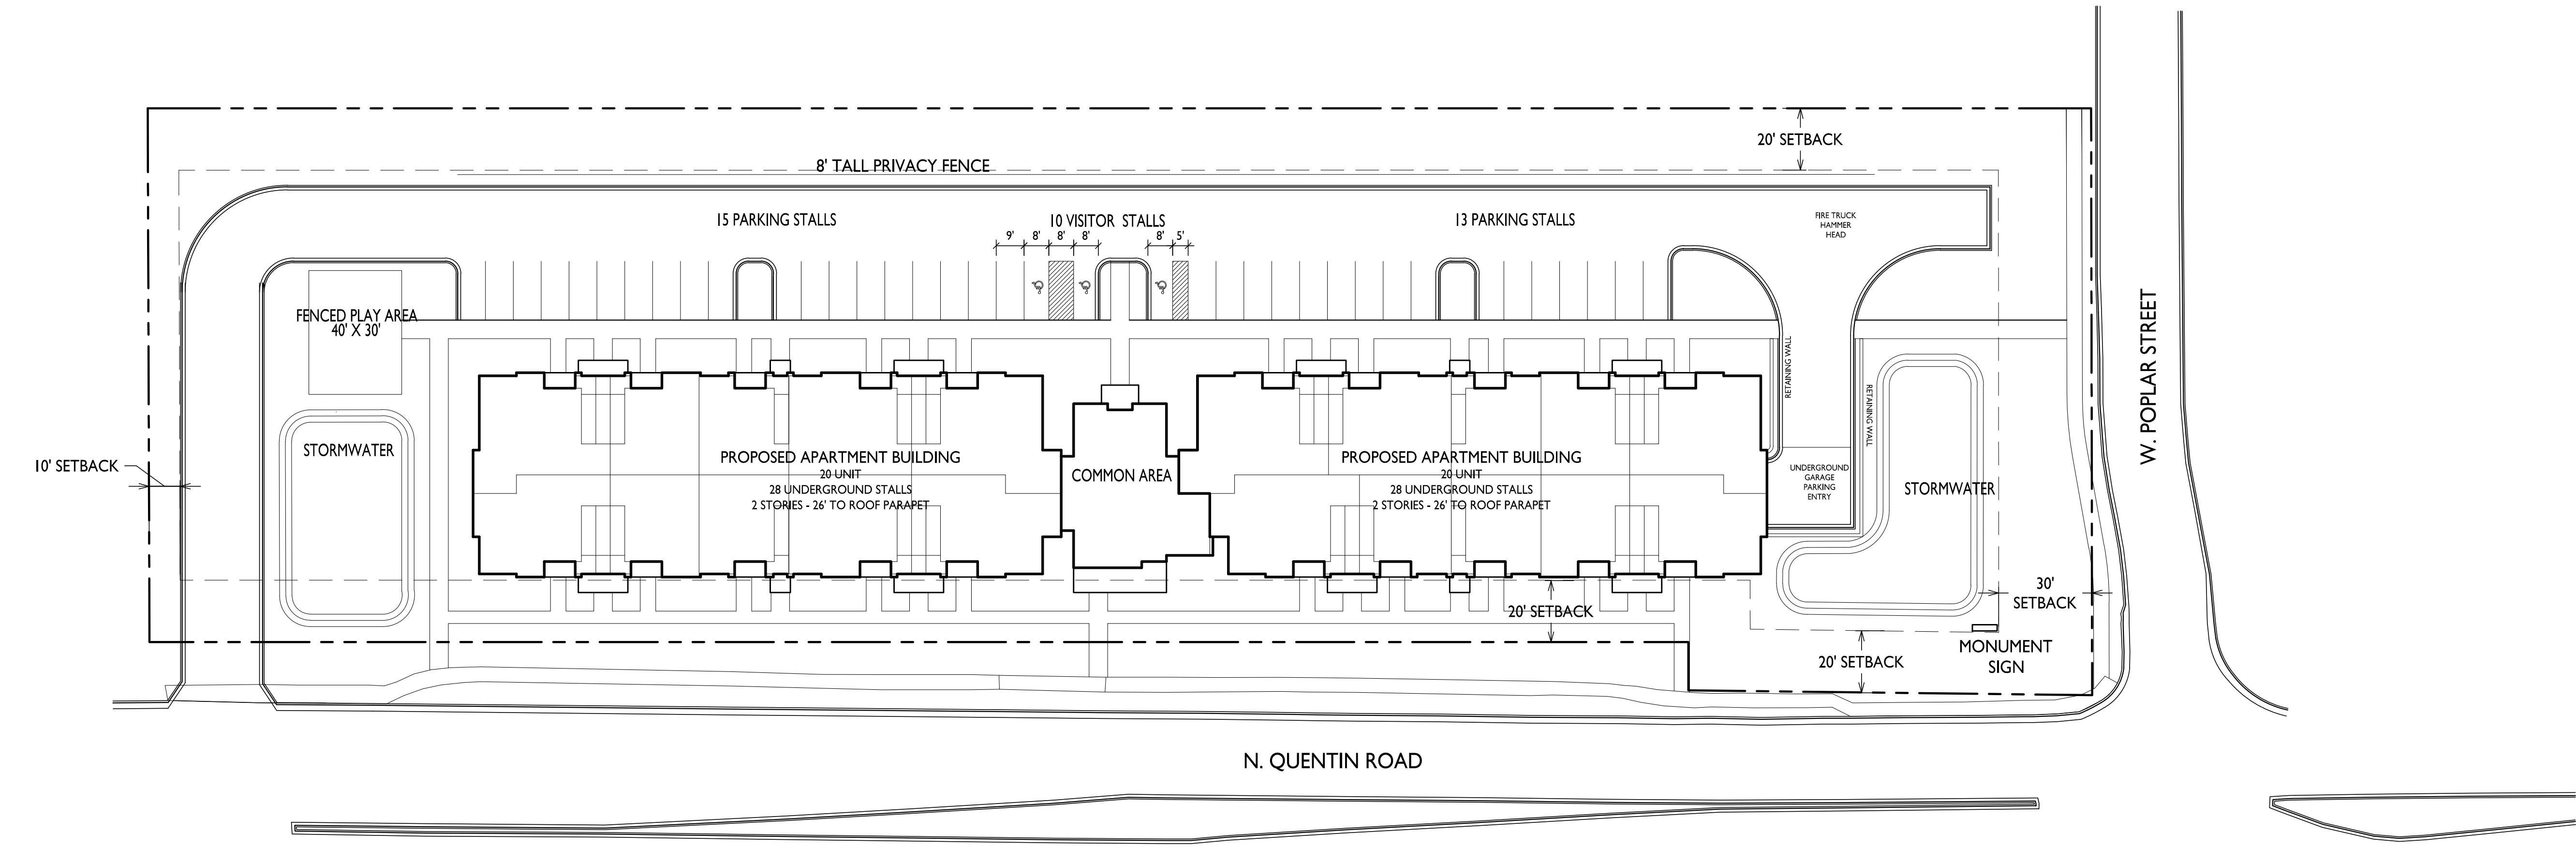 20' SETBACK
8' TALL PRIVACY FENCE
15 PARKING STALLS
10 VISITOR STALLS
13 PARKING STALLS
FIRE TRUCK
HAMMER
HEAD
9'
8'
8'
8'
8'
5'
FENCED PLAY AREA
40' X 30'
RETAINING WALL
RETAINING WALL
W. POPLAR STREET
STORMWATER
10' SETBACK
PROPOSED APARTMENT BUILDING
20 UNIT
28 UNDERGROUND STALLS
2 STORIES - 26' TO ROOF PARAPET
COMMON AREA
PROPOSED APARTMENT BUILDING
20 UNIT
28 UNDERGROUND STALLS
2 STORIES - 26' TO ROOF PARAPET
UNDERGROUND
GARAGE
PARKING
ENTRY
STORMWATER
20' SETBACK
30'
SETBACK
20' SETBACK
MONUMENT
SIGN
N. QUENTIN ROAD